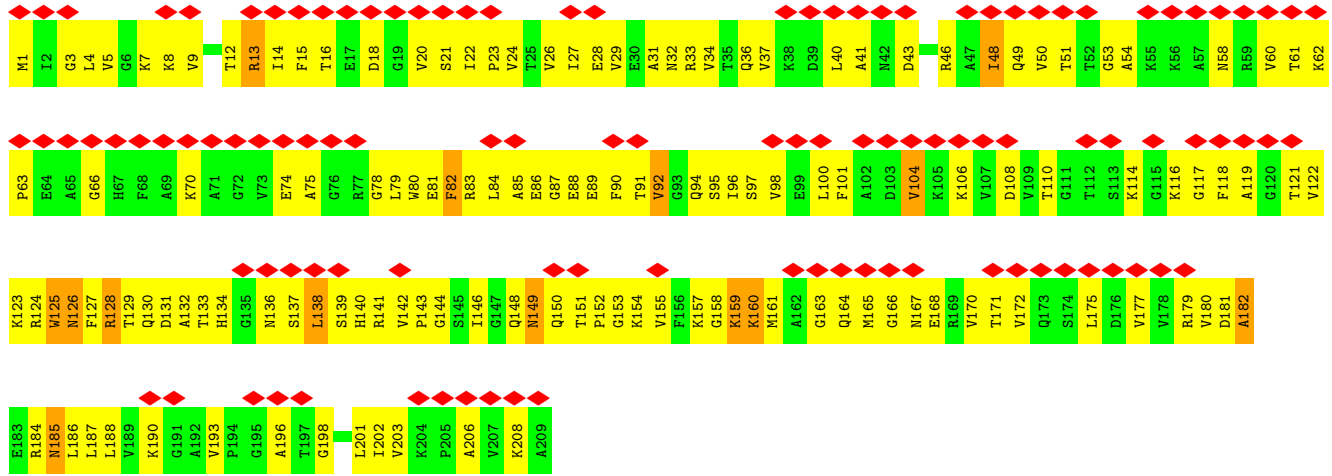 M1 I2 G3 L4 V5 G6 K7 K8 V9 T12 R13 I14 F15 T16 E17 D18 G19 V20 S21 I22 P23 V24 T25 V26 I27 E28 V29 E30 A31 N32 R33 V34 T35 Q36 V37 K38 D39 L40 A41 N42 D43 R46 A47 I48 Q49 V50 T51 T52 G53 A54 K55 K56 A57 N58 R59 V60 T61 K62
P63 E64 A65 G66 H67 F68 A69 K70 A71 G72 V73 E74 A75 G76 R77 G78 L79 W80 E81 F82 R83 L84 A85 E86 G87 E88 E89 F90 T91 V92 G93 Q94 S95 I96 S97 V98 E99 L100 F101 A102 D103 V104 K105 K106 V107 D108 V109 T110 G111 T112 S113 K114 G115 K116 G117 F118 A119 G120 T121 V122
K123 R124 W125 N126 F127 R128 T129 Q130 D131 A132 T133 H134 G135 N136 S137 L138 S139 H140 R141 V142 P143 G144 S145 I146 G147 Q148 N149 Q150 T151 P152 G153 K154 V155 F156 K157 G158 K159 K160 M161 A162 G163 Q164 M165 G166 N167 E168 R169 V170 T171 V172 Q173 S174 L175 D176 V177 V178 R179 V180 D181 A182
E183 R184 N185 L186 L187 L188 V189 K190 G191 A192 V193 P194 G195 A196 T197 G198 L201 I202 V203 K204 P205 A206 V207 K208 A209